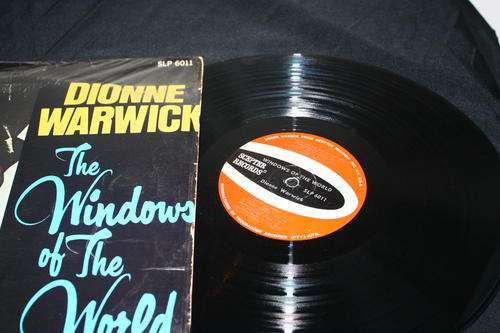 SLP 6011
DIONNE
WARWICK
The
Windows
of The
World
SCEPTER
RECORDS
WINDOWS OF THE WORLD
SLP 6011
Dionne Warwick